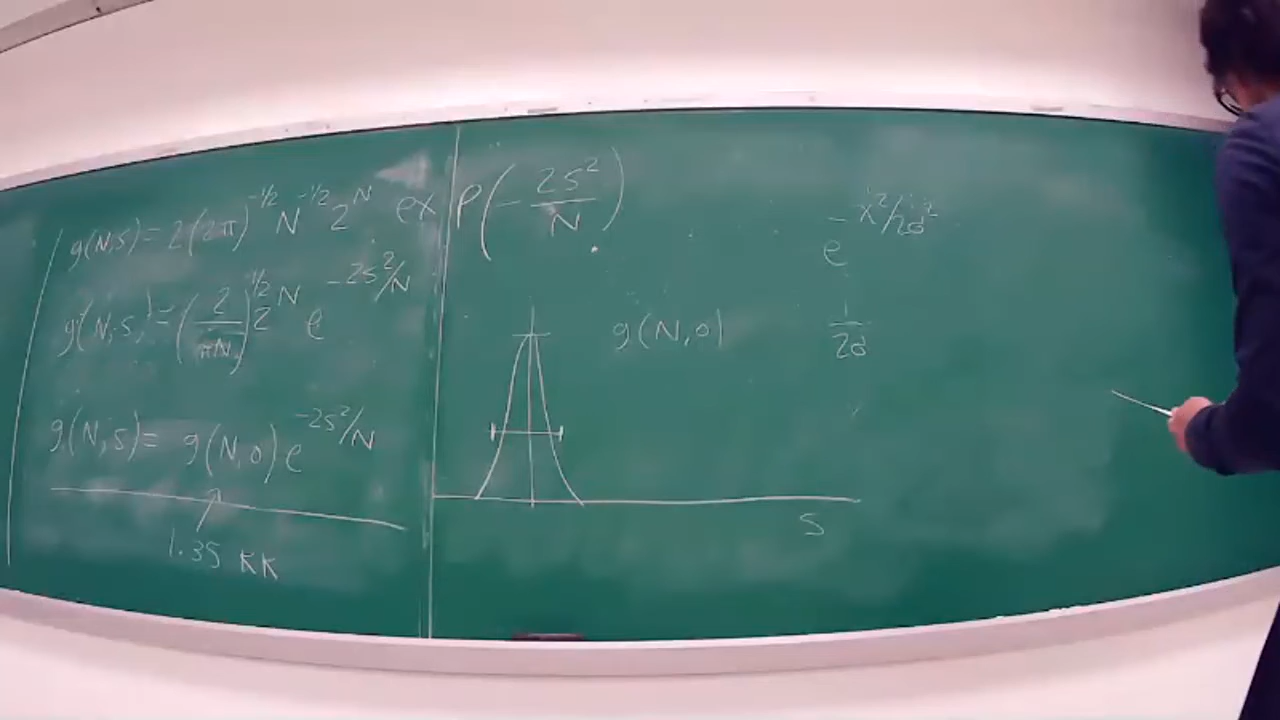 g(N,s) = 2(2π)^{-1/2} N^{-1/2} 2^N exp(-2s²/N)
g(N,s) = (2/πN)^{1/2} 2^N e^{-2s²/N}
g(N,s) = g(N,0) e^{-2s²/N}
1.35 KK
e^{-x²/2σ²}
g(N,0)
1/2σ
s